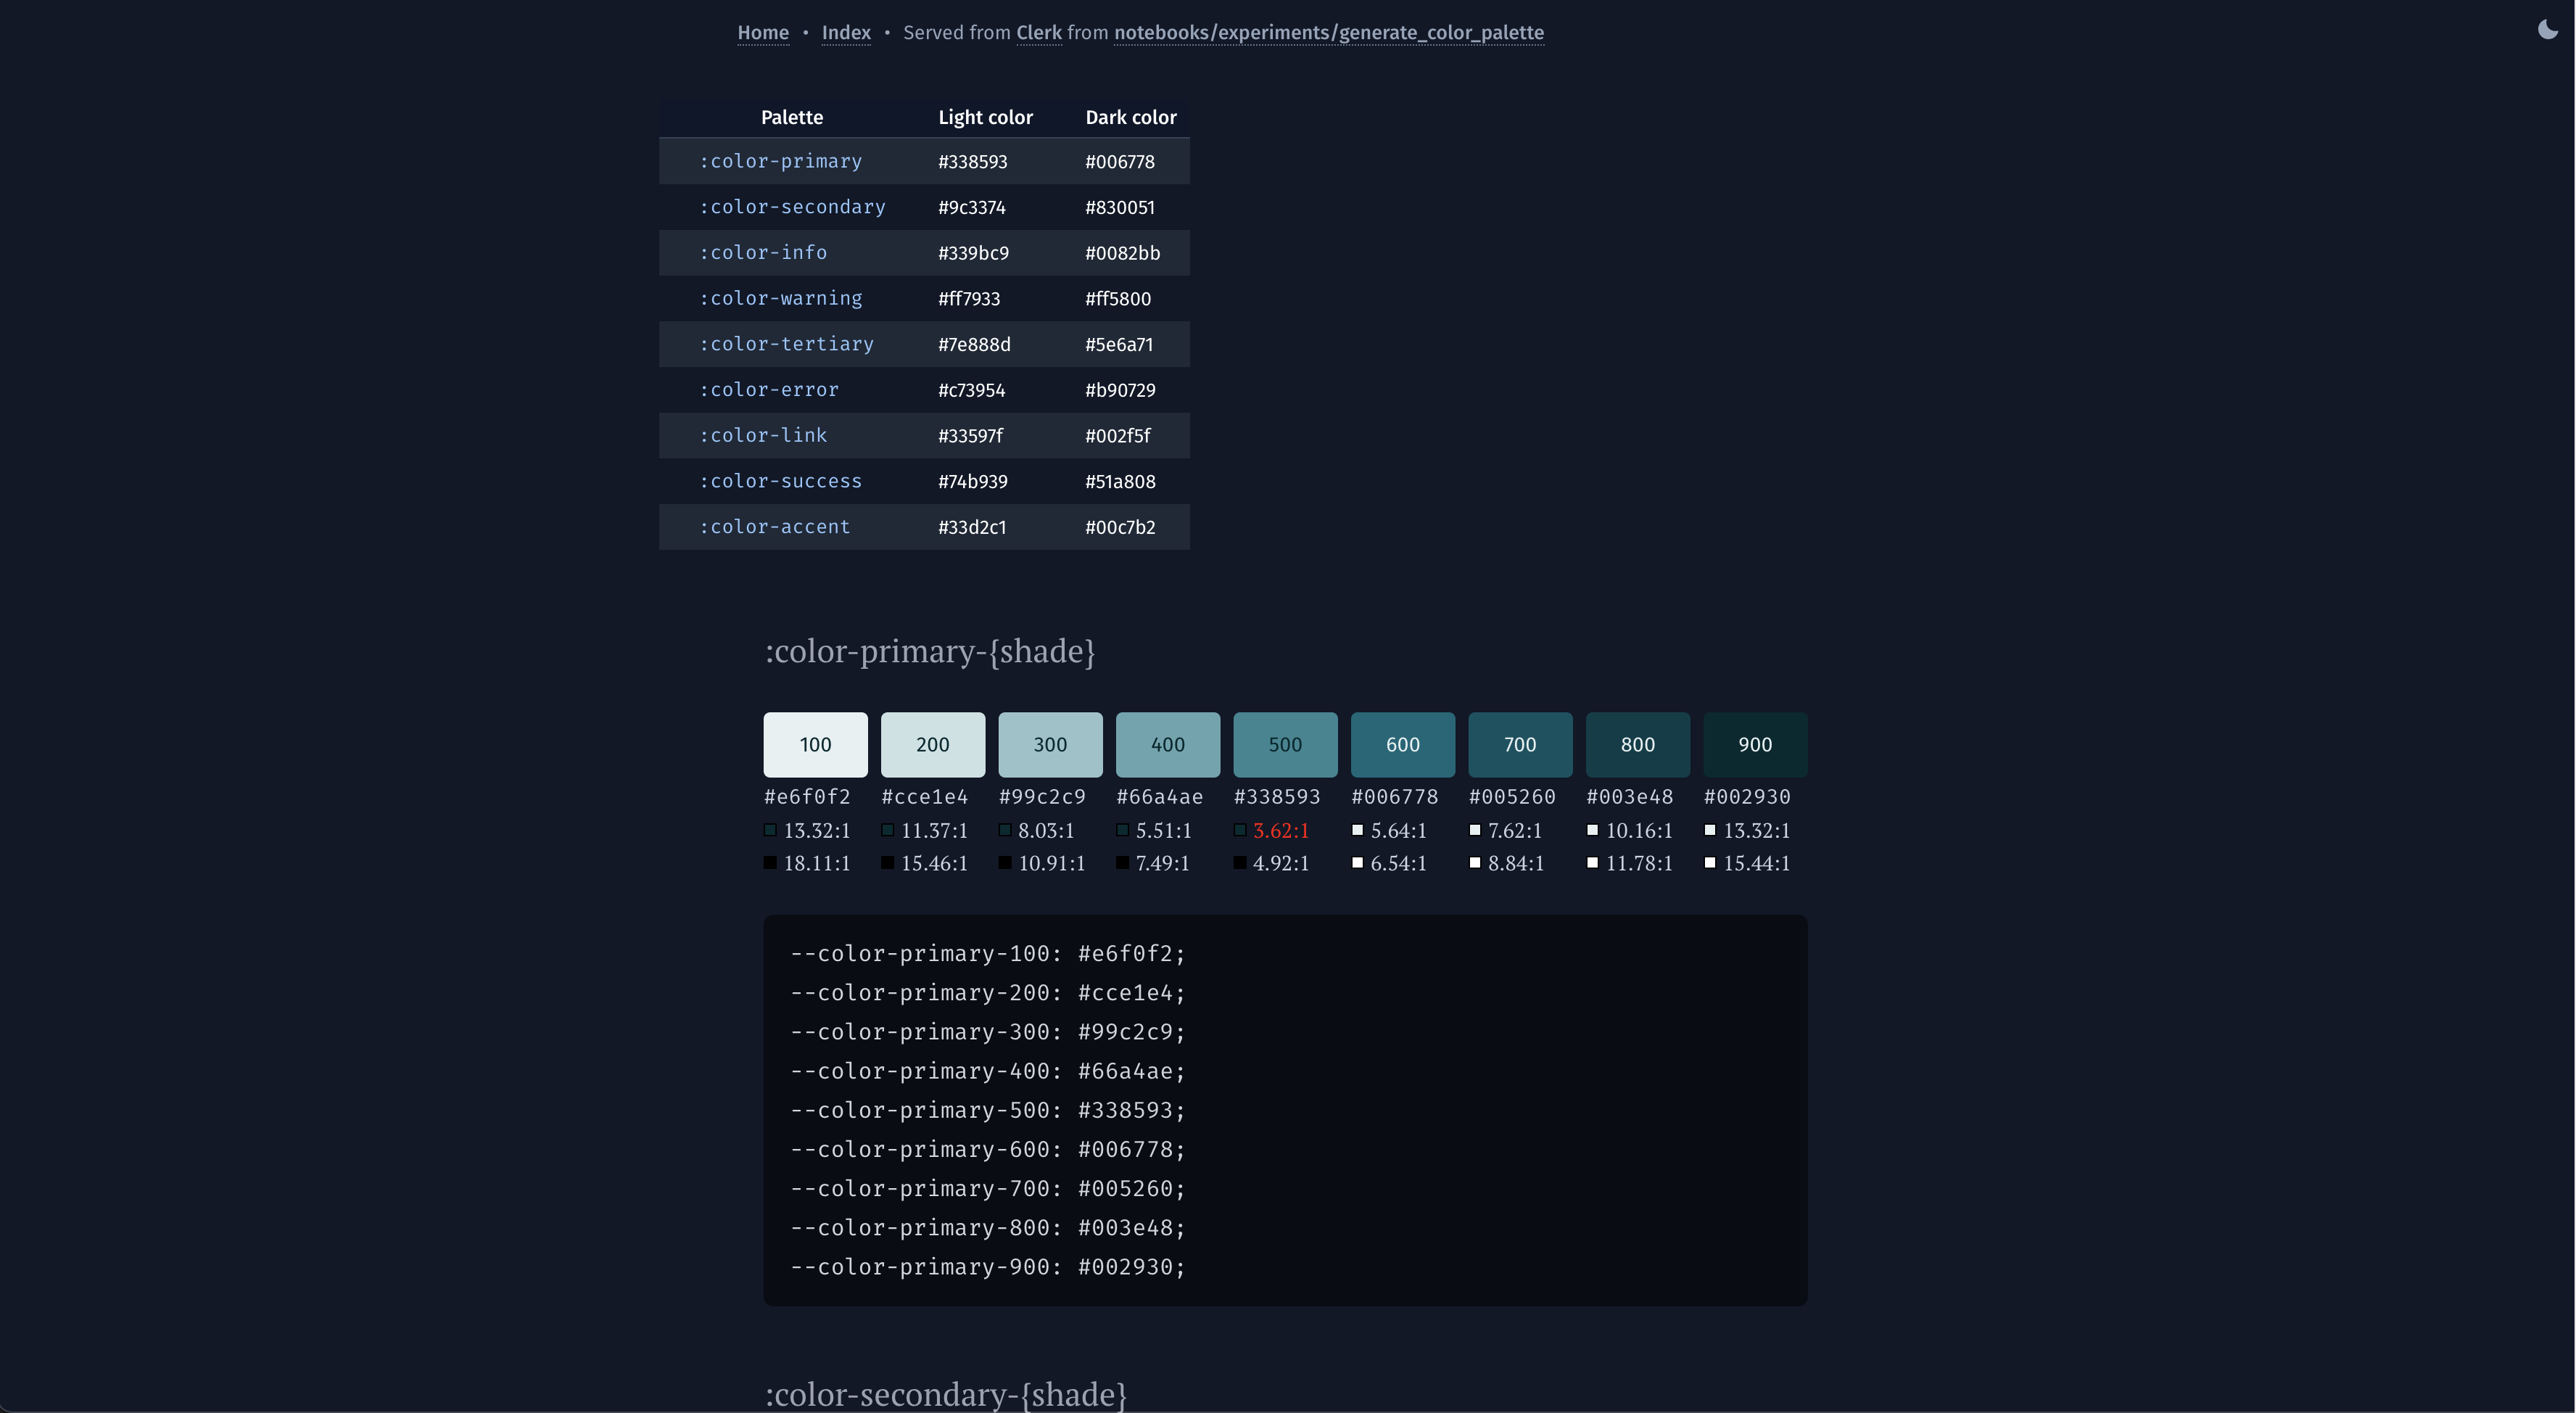 Home • Index • Served from Clerk from notebooks/experiments/generate_color_palette
Palette Light color Dark color
:color-primary #338593 #006778
:color-secondary #9c3374 #830051
:color-info #339bc9 #0082bb
:color-warning #ff7933 #ff5800
:color-tertiary #7e888d #5e6a71
:color-error #c73954 #b90729
:color-link #33597f #002f5f
:color-success #74b939 #51a808
:color-accent #33d2c1 #00c7b2
:color-primary-{shade}
100 200 300 400 500 600 700 800 900
#e6f0f2 #cce1e4 #99c2c9 #66a4ae #338593 #006778 #005260 #003e48 #002930
13.32:1 11.37:1 8.03:1 5.51:1 3.62:1 5.64:1 7.62:1 10.16:1 13.32:1
18.11:1 15.46:1 10.91:1 7.49:1 4.92:1 6.54:1 8.84:1 11.78:1 15.44:1
--color-primary-100: #e6f0f2;
--color-primary-200: #cce1e4;
--color-primary-300: #99c2c9;
--color-primary-400: #66a4ae;
--color-primary-500: #338593;
--color-primary-600: #006778;
--color-primary-700: #005260;
--color-primary-800: #003e48;
--color-primary-900: #002930;
:color-secondary-{shade}